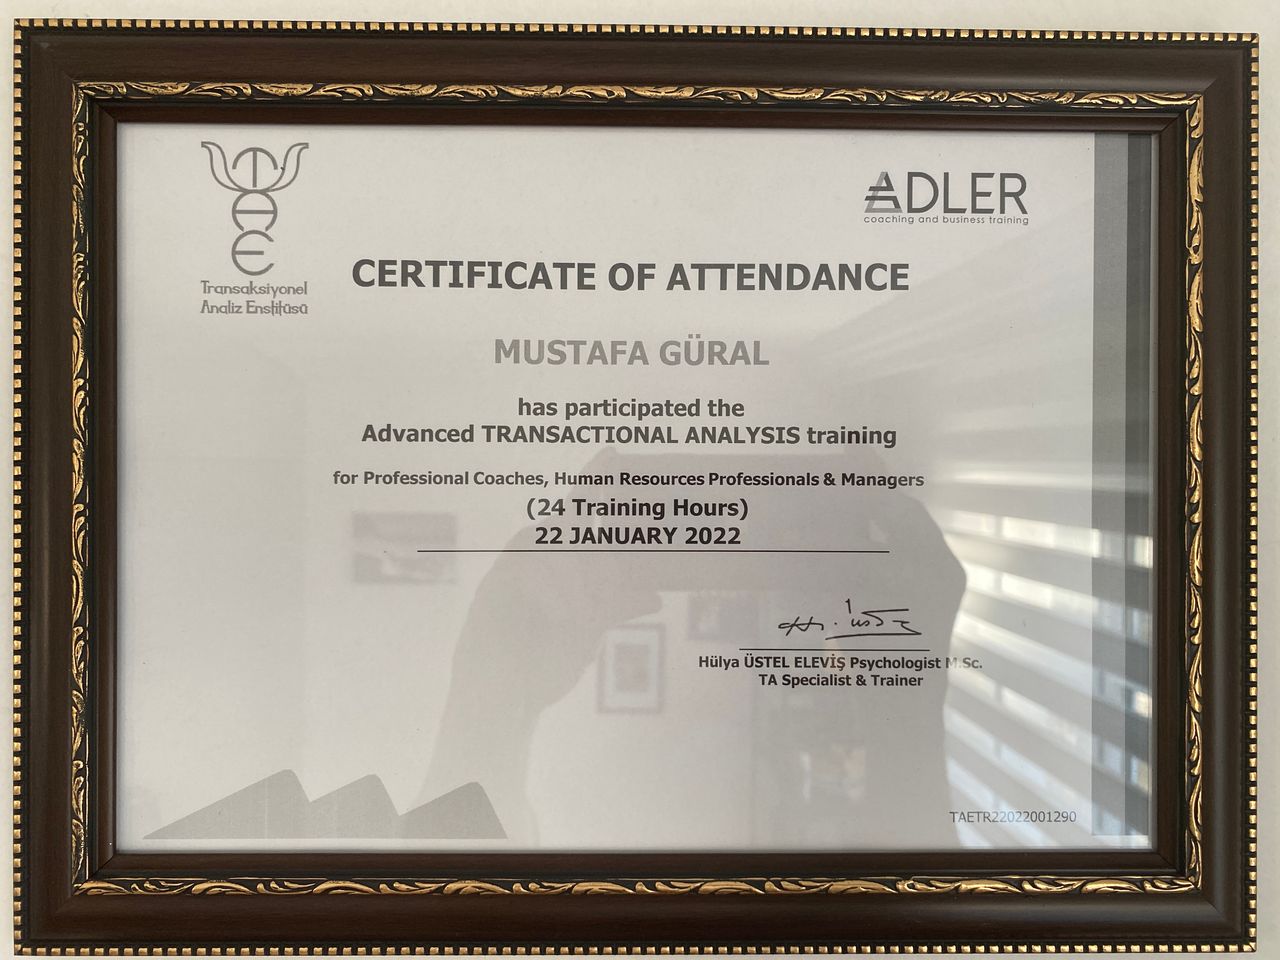 TAE
Transaksiyonel
Analiz Enstitüsü
ADLER
coaching and business training
CERTIFICATE OF ATTENDANCE
MUSTAFA GÜRAL
has participated the
Advanced TRANSACTIONAL ANALYSIS training
for Professional Coaches, Human Resources Professionals & Managers
(24 Training Hours)
22 JANUARY 2022
Hülya ÜSTEL ELEVİŞ Psychologist M.Sc.
TA Specialist & Trainer
TAETR22022001290